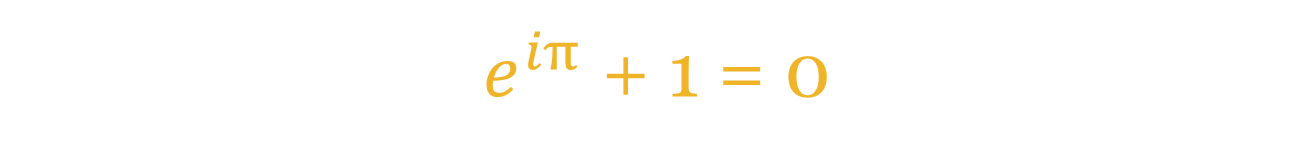 e^{iπ} + 1 = 0